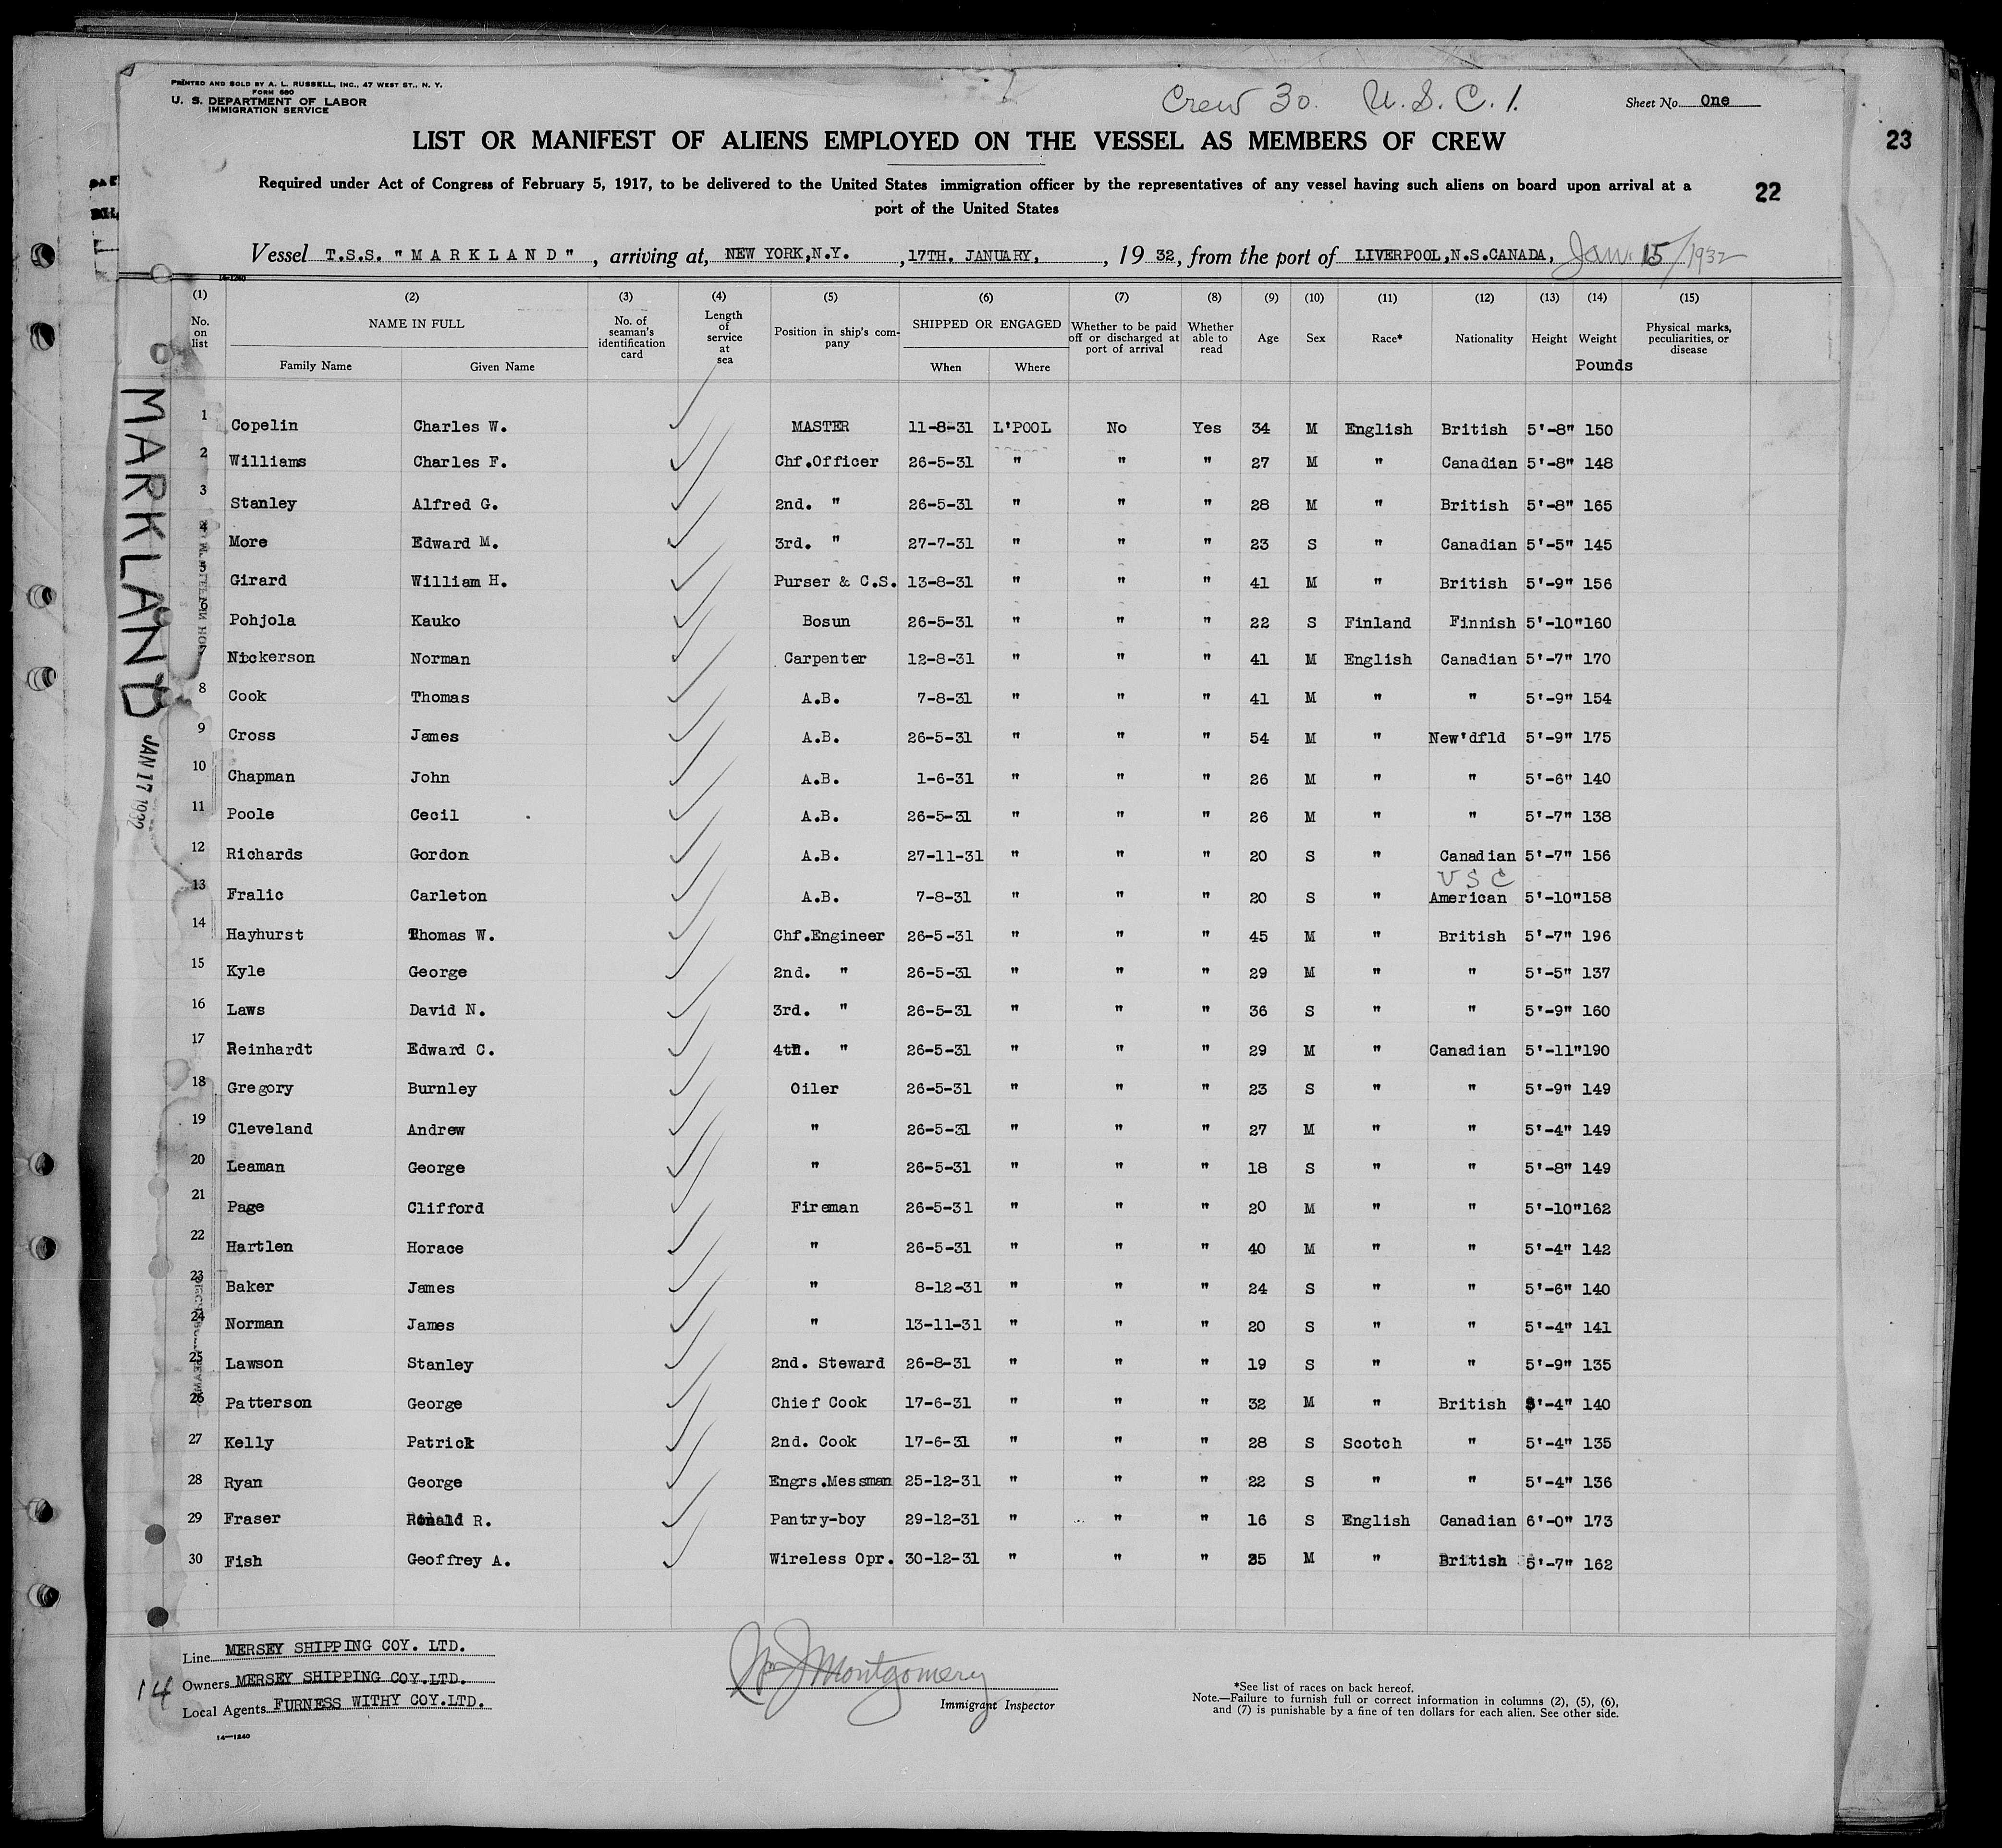 PRINTED AND SOLD BY A. L. RUSSELL, INC., 47 WEST ST., N. Y.
FORM 680
U. S. DEPARTMENT OF LABOR
IMMIGRATION SERVICE
Crew 30. U. S. C. 1.
Sheet No. One
LIST OR MANIFEST OF ALIENS EMPLOYED ON THE VESSEL AS MEMBERS OF CREW
23
Required under Act of Congress of February 5, 1917, to be delivered to the United States immigration officer by the representatives of any vessel having such aliens on board upon arrival at a
port of the United States
22
Vessel T.S.S. "MARKLAND", arriving at, NEW YORK,N.Y. ,17TH. JANUARY, , 19 32, from the port of LIVERPOOL,N.S.CANADA, Jan. 15/1932
14-1240
(1) (2) (3) (4) (5) (6) (7) (8) (9) (10) (11) (12) (13) (14) (15)
No. on list NAME IN FULL Family Name Given Name No. of seaman's identification card Length of service at sea Position in ship's company SHIPPED OR ENGAGED When Where Whether to be paid off or discharged at port of arrival Whether able to read Age Sex Race* Nationality Height Weight Pounds Physical marks, peculiarities, or disease
1 Copelin Charles W. MASTER 11-8-31 L'POOL No Yes 34 M English British 5'-8" 150
2 Williams Charles F. Chf.Officer 26-5-31 " " " 27 M " Canadian 5'-8" 148
3 Stanley Alfred G. 2nd. " 26-5-31 " " " 28 M " British 5'-8" 165
4 More Edward M. 3rd. " 27-7-31 " " " 23 S " Canadian 5'-5" 145
5 Girard William H. Purser & C.S. 13-8-31 " " " 41 M " British 5'-9" 156
6 Pohjola Kauko Bosun 26-5-31 " " " 22 S Finland Finnish 5'-10" 160
7 Nickerson Norman Carpenter 12-8-31 " " " 41 M English Canadian 5'-7" 170
8 Cook Thomas A.B. 7-8-31 " " " 41 M " " 5'-9" 154
9 Cross James A.B. 26-5-31 " " " 54 M " New'dfld 5'-9" 175
10 Chapman John A.B. 1-6-31 " " " 26 M " " 5'-6" 140
11 Poole Cecil A.B. 26-5-31 " " " 26 M " " 5'-7" 138
12 Richards Gordon A.B. 27-11-31 " " " 20 S " Canadian 5'-7" 156
U S C
13 Fralic Carleton A.B. 7-8-31 " " " 20 S " American 5'-10" 158
14 Hayhurst Thomas W. Chf.Engineer 26-5-31 " " " 45 M " British 5'-7" 196
15 Kyle George 2nd. " 26-5-31 " " " 29 M " " 5'-5" 137
16 Laws David N. 3rd. " 26-5-31 " " " 36 S " " 5'-9" 160
17 Reinhardt Edward C. 4th. " 26-5-31 " " " 29 M " Canadian 5'-11" 190
18 Gregory Burnley Oiler 26-5-31 " " " 23 S " " 5'-9" 149
19 Cleveland Andrew " 26-5-31 " " " 27 M " " 5'-4" 149
20 Leaman George " 26-5-31 " " " 18 S " " 5'-8" 149
21 Page Clifford Fireman 26-5-31 " " " 20 M " " 5'-10" 162
22 Hartlen Horace " 26-5-31 " " " 40 M " " 5'-4" 142
23 Baker James " 8-12-31 " " " 24 S " " 5'-6" 140
24 Norman James " 13-11-31 " " " 20 S " " 5'-4" 141
25 Lawson Stanley 2nd. Steward 26-8-31 " " " 19 S " " 5'-9" 135
26 Patterson George Chief Cook 17-6-31 " " " 32 M " British 5'-4" 140
27 Kelly Patrick 2nd. Cook 17-6-31 " " " 28 S Scotch " 5'-4" 135
28 Ryan George Engrs.Messman 25-12-31 " " " 22 S " " 5'-4" 136
29 Fraser Ronald R. Pantry-boy 29-12-31 " " " 16 S English Canadian 6'-0" 173
30 Fish Geoffrey A. Wireless Opr. 30-12-31 " " " 35 M " British 5'-7" 162
MARKLAND
JAN 17 1932
Line MERSEY SHIPPING COY. LTD.
Owners MERSEY SHIPPING COY.LTD.
Local Agents FURNESS WITHY COY.LTD.
14
14—1240
Wm J Montgomery
Immigrant Inspector
*See list of races on back hereof.
Note.—Failure to furnish full or correct information in columns (2), (5), (6),
and (7) is punishable by a fine of ten dollars for each alien. See other side.